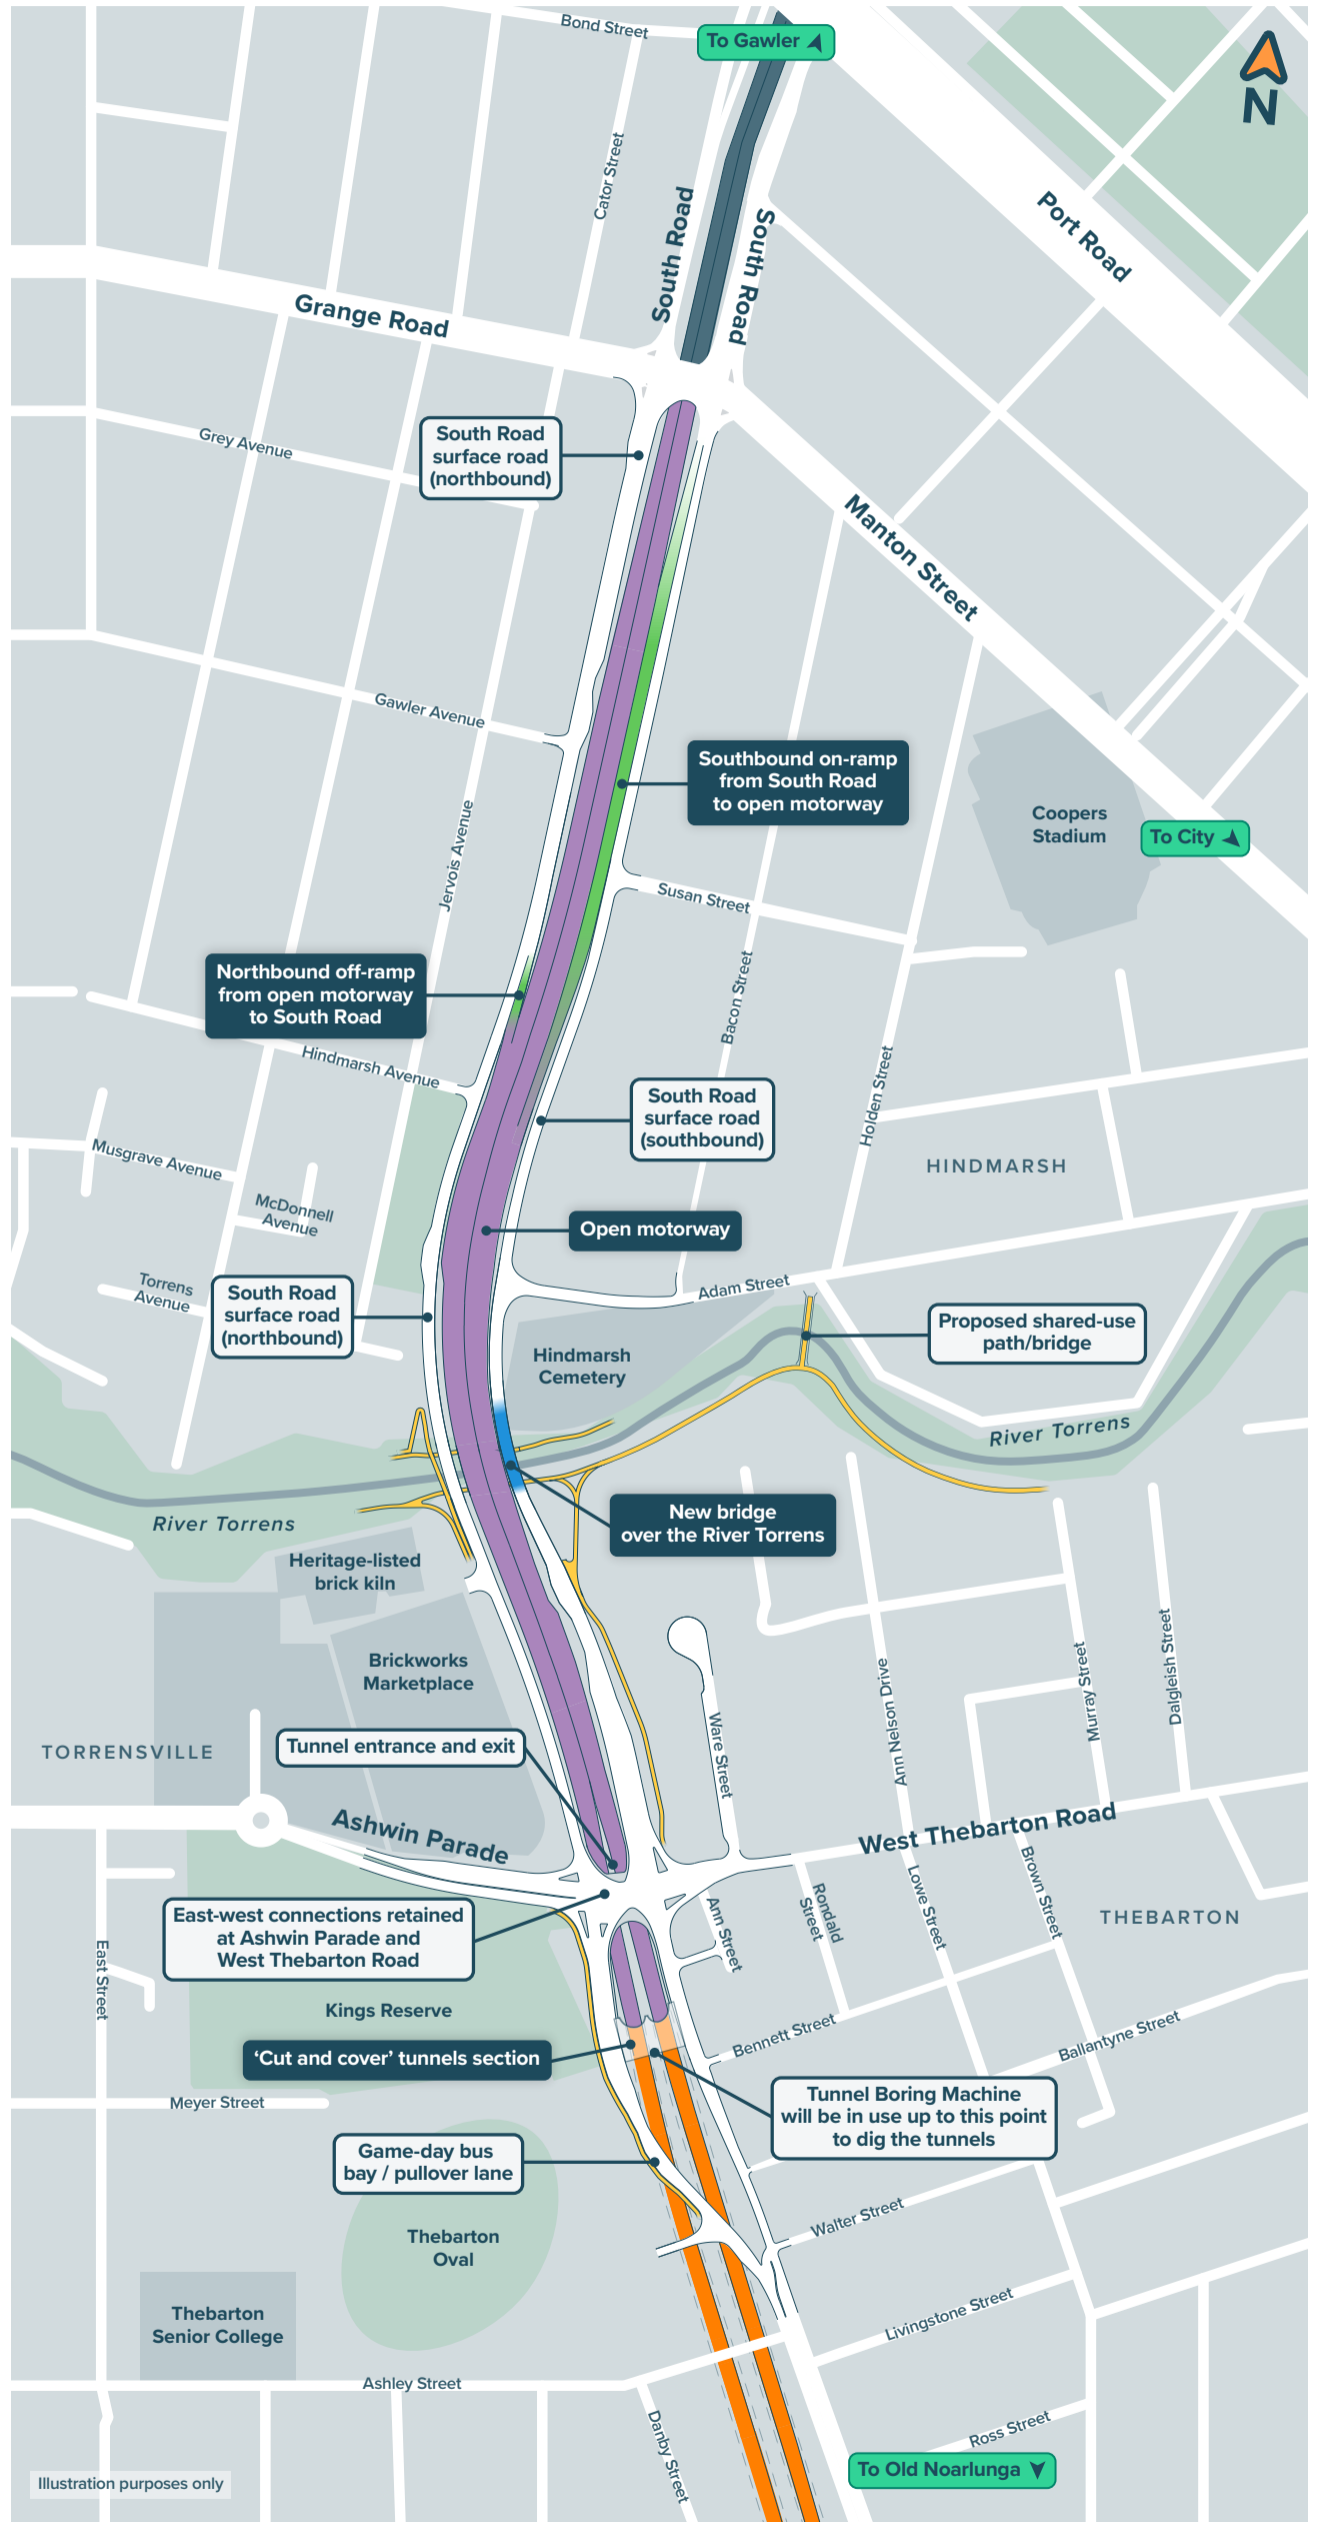 Bond Street
To Gawler
N
Cator Street
South Road
South Road
Port Road
Grange Road
Grey Avenue
South Road
surface road
(northbound)
Manton Street
Gawler Avenue
Southbound on-ramp
from South Road
to open motorway
Coopers
Stadium
To City
Jervois Avenue
Susan Street
Northbound off-ramp
from open motorway
to South Road
Bacon Street
Hindmarsh Avenue
Holden Street
South Road
surface road
(southbound)
Musgrave Avenue
HINDMARSH
McDonnell
Avenue
Open motorway
Torrens
Avenue
South Road
surface road
(northbound)
Adam Street
Proposed shared-use
path/bridge
Hindmarsh
Cemetery
River Torrens
River Torrens
New bridge
over the River Torrens
Heritage-listed
brick kiln
Brickworks
Marketplace
Ann Nelson Drive
Murray Street
Dalgleish Street
Ware Street
TORRENSVILLE
Tunnel entrance and exit
Ashwin Parade
West Thebarton Road
East-west connections retained
at Ashwin Parade and
West Thebarton Road
Ann Street
Rondald
Street
Lowe Street
Brown Street
THEBARTON
East Street
Kings Reserve
Bennett Street
Ballantyne Street
‘Cut and cover’ tunnels section
Meyer Street
Tunnel Boring Machine
will be in use up to this point
to dig the tunnels
Game-day bus
bay / pullover lane
Walter Street
Thebarton
Oval
Thebarton
Senior College
Livingstone Street
Ashley Street
Danby Street
Ross Street
To Old Noarlunga
Illustration purposes only